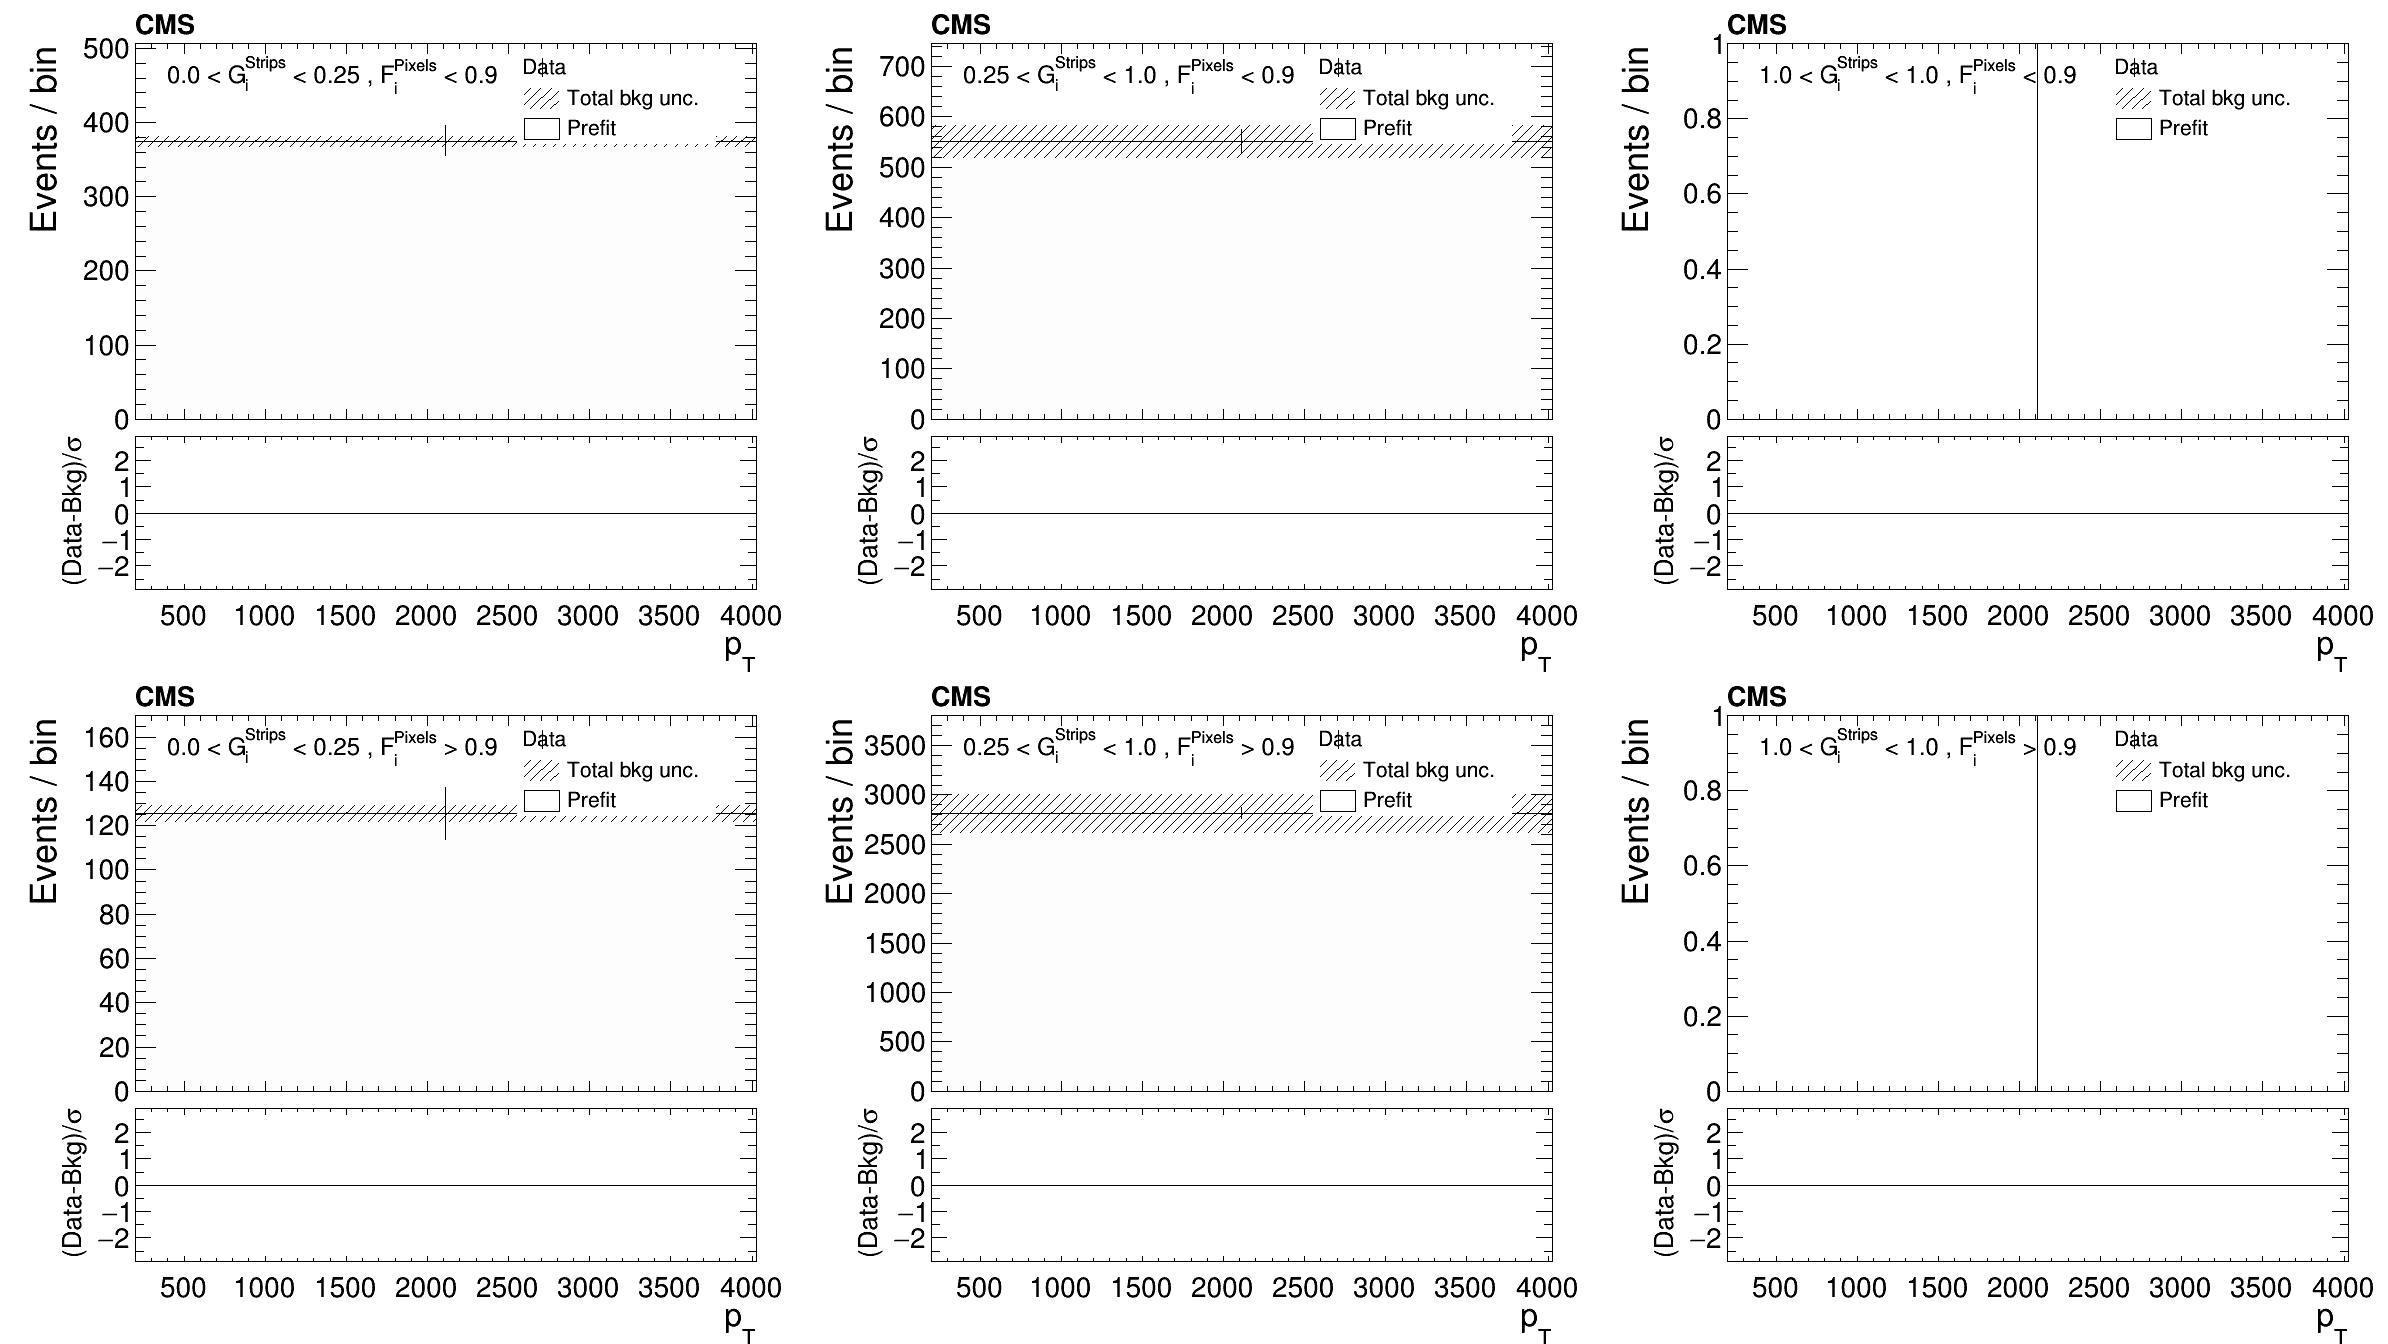 CMS
500
400
300
200
100
0
Events / bin
0.0 < G_i^Strips < 0.25 , F_i^Pixels < 0.9
Data
Total bkg unc.
Prefit
2
1
0
−1
−2
(Data-Bkg)/σ
500 1000 1500 2000 2500 3000 3500 4000
p_T
CMS
700
600
500
400
300
200
100
0
Events / bin
0.25 < G_i^Strips < 1.0 , F_i^Pixels < 0.9
Data
Total bkg unc.
Prefit
2
1
0
−1
−2
(Data-Bkg)/σ
500 1000 1500 2000 2500 3000 3500 4000
p_T
CMS
1
0.8
0.6
0.4
0.2
0
Events / bin
1.0 < G_i^Strips < 1.0 , F_i^Pixels < 0.9
Data
Total bkg unc.
Prefit
2
1
0
−1
−2
(Data-Bkg)/σ
500 1000 1500 2000 2500 3000 3500 4000
p_T
CMS
160
140
120
100
80
60
40
20
0
Events / bin
0.0 < G_i^Strips < 0.25 , F_i^Pixels > 0.9
Data
Total bkg unc.
Prefit
2
1
0
−1
−2
(Data-Bkg)/σ
500 1000 1500 2000 2500 3000 3500 4000
p_T
CMS
3500
3000
2500
2000
1500
1000
500
0
Events / bin
0.25 < G_i^Strips < 1.0 , F_i^Pixels > 0.9
Data
Total bkg unc.
Prefit
2
1
0
−1
−2
(Data-Bkg)/σ
500 1000 1500 2000 2500 3000 3500 4000
p_T
CMS
1
0.8
0.6
0.4
0.2
0
Events / bin
1.0 < G_i^Strips < 1.0 , F_i^Pixels > 0.9
Data
Total bkg unc.
Prefit
2
1
0
−1
−2
(Data-Bkg)/σ
500 1000 1500 2000 2500 3000 3500 4000
p_T